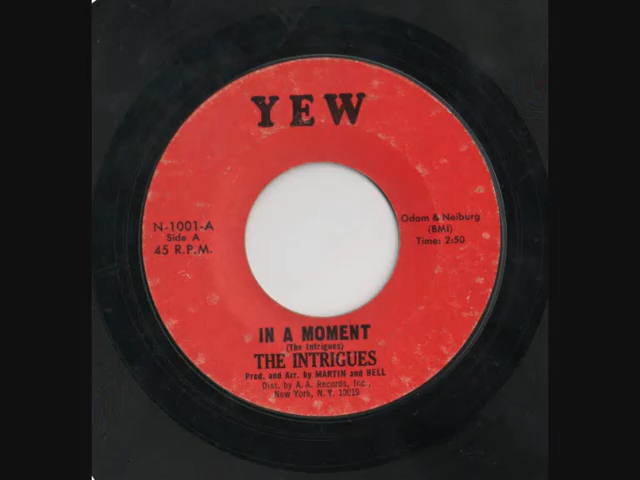 YEW
N-1001-A
Side A
45 R.P.M.
Odom & Neiburg
(BMI)
Time: 2:50
IN A MOMENT
(The Intrigues)
THE INTRIGUES
Prod. and Arr. by MARTIN and BELL
Dist. by A. A. Records, Inc.,
New York, N. Y. 10019